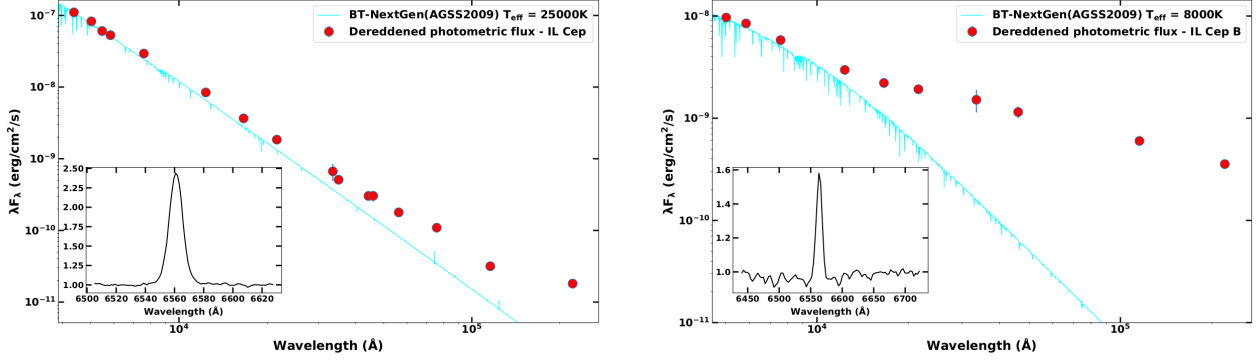 BT-NextGen(AGSS2009) T_eff = 25000K
Dereddened photometric flux - IL Cep
λF_λ (erg/cm²/s)
10⁻⁷
10⁻⁸
10⁻⁹
10⁻¹⁰
10⁻¹¹
2.50
2.25
2.00
1.75
1.50
1.25
1.00
6500 6520 6540 6560 6580 6600 6620
Wavelength (Å)
10⁴ 10⁵
Wavelength (Å)
BT-NextGen(AGSS2009) T_eff = 8000K
Dereddened photometric flux - IL Cep B
λF_λ (erg/cm²/s)
10⁻⁸
10⁻⁹
10⁻¹⁰
10⁻¹¹
1.6
1.4
1.2
1.0
6450 6500 6550 6600 6650 6700
Wavelength (Å)
10⁴ 10⁵
Wavelength (Å)